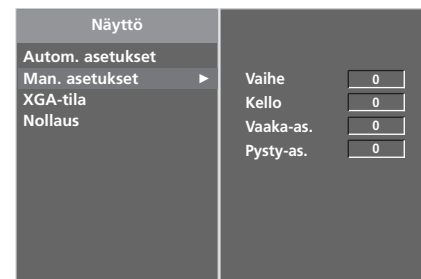 Näyttö
Autom. asetukset
Man. asetukset ►
XGA-tila
Nollaus
Vaihe 0
Kello 0
Vaaka-as. 0
Pysty-as. 0